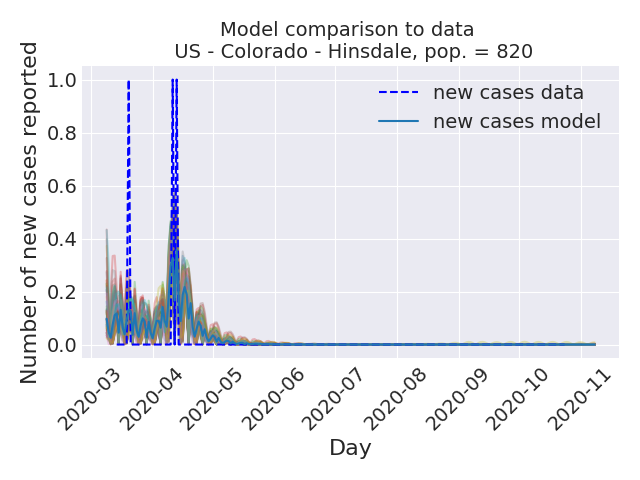 Model comparison to data
US - Colorado - Hinsdale, pop. = 820
Number of new cases reported
1.0
0.8
0.6
0.4
0.2
0.0
new cases data
new cases model
2020-03
2020-04
2020-05
2020-06
2020-07
2020-08
2020-09
2020-10
2020-11
Day